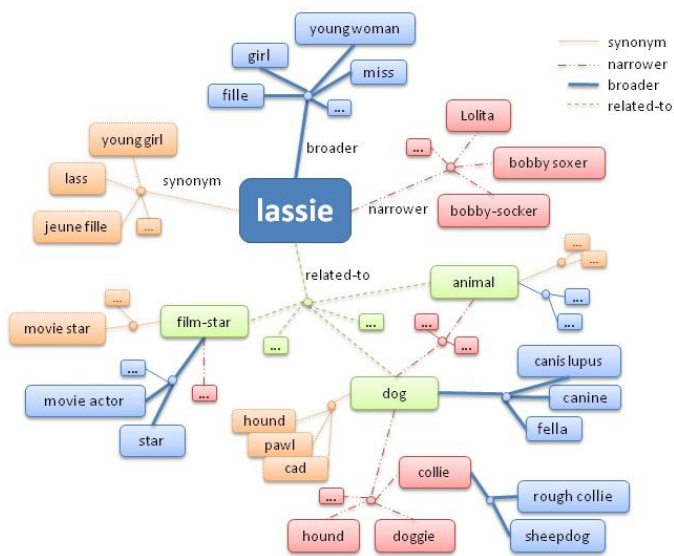 young woman
girl
miss
fille
...
broader
synonym
narrower
broader
related-to
young girl
lass
synonym
jeune fille
...
lassie
Lolita
...
bobby soxer
narrower
bobby-socker
related-to
animal
...
...
...
...
...
movie star
film-star
...
...
...
...
movie actor
...
star
...
...
dog
hound
pawl
cad
canis lupus
canine
fella
collie
...
hound
doggie
rough collie
sheepdog